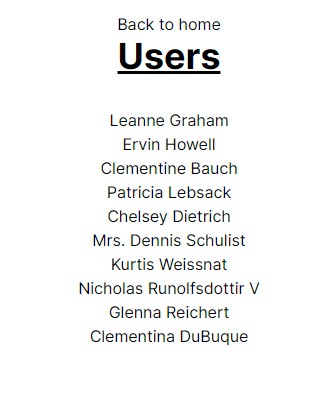 Back to home
Users
Leanne Graham
Ervin Howell
Clementine Bauch
Patricia Lebsack
Chelsey Dietrich
Mrs. Dennis Schulist
Kurtis Weissnat
Nicholas Runolfsdottir V
Glenna Reichert
Clementina DuBuque